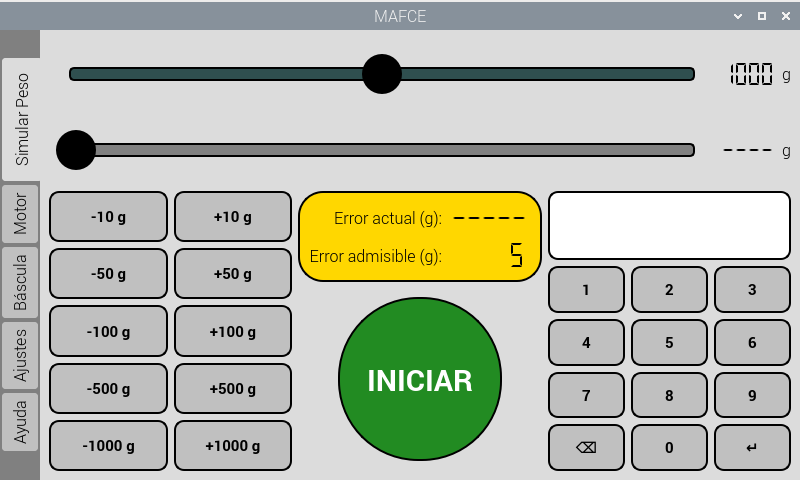 MAFCE
Simular Peso
Motor
Báscula
Ajustes
Ayuda
1000 g
---- g
-10 g
+10 g
-50 g
+50 g
-100 g
+100 g
-500 g
+500 g
-1000 g
+1000 g
Error actual (g): -----
Error admisible (g): 5
INICIAR
1 2 3
4 5 6
7 8 9
⌫ 0 ↵